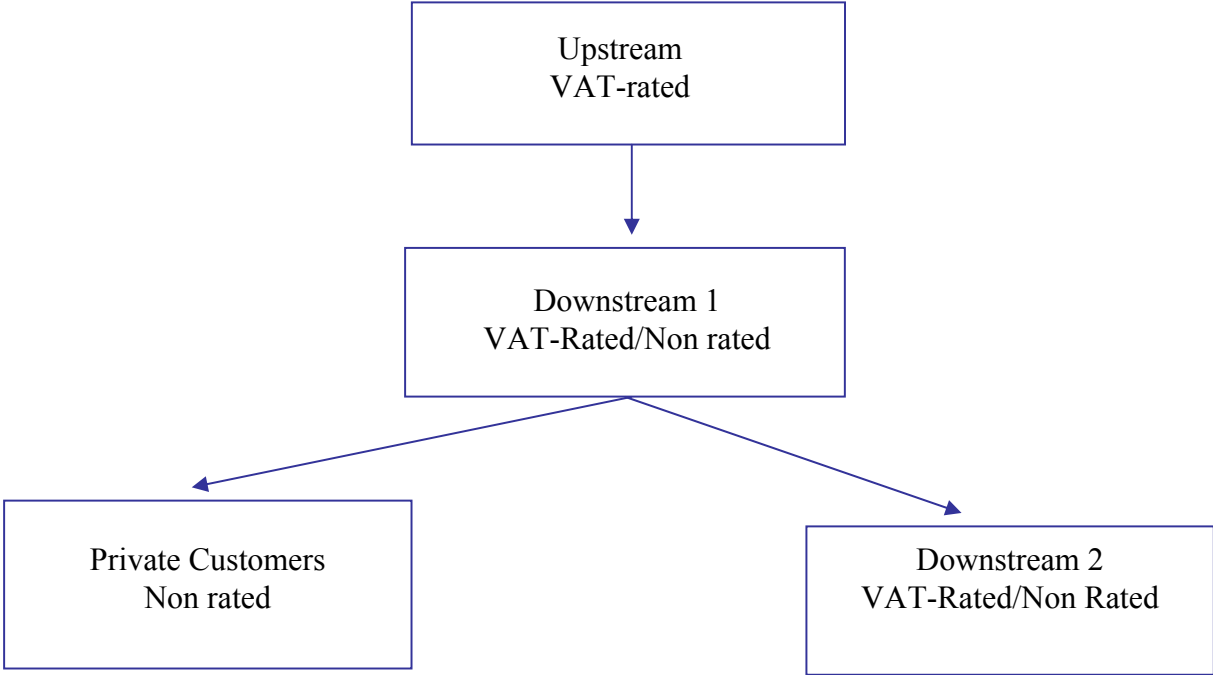 Upstream
VAT-rated
Downstream 1
VAT-Rated/Non rated
Private Customers
Non rated
Downstream 2
VAT-Rated/Non Rated